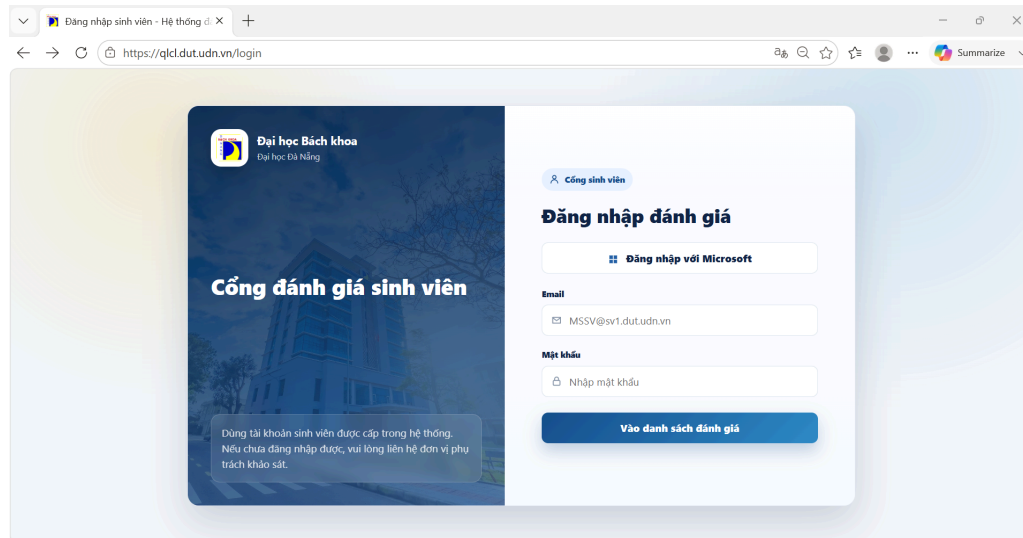 Đăng nhập sinh viên - Hệ thống đ
https://qlcl.dut.udn.vn/login
Summarize
Đại học Bách khoa
Đại học Đà Nẵng
Cổng đánh giá sinh viên
Dùng tài khoản sinh viên được cấp trong hệ thống.
Nếu chưa đăng nhập được, vui lòng liên hệ đơn vị phụ
trách khảo sát.
Cổng sinh viên
Đăng nhập đánh giá
Đăng nhập với Microsoft
Email
MSSV@sv1.dut.udn.vn
Mật khẩu
Nhập mật khẩu
Vào danh sách đánh giá